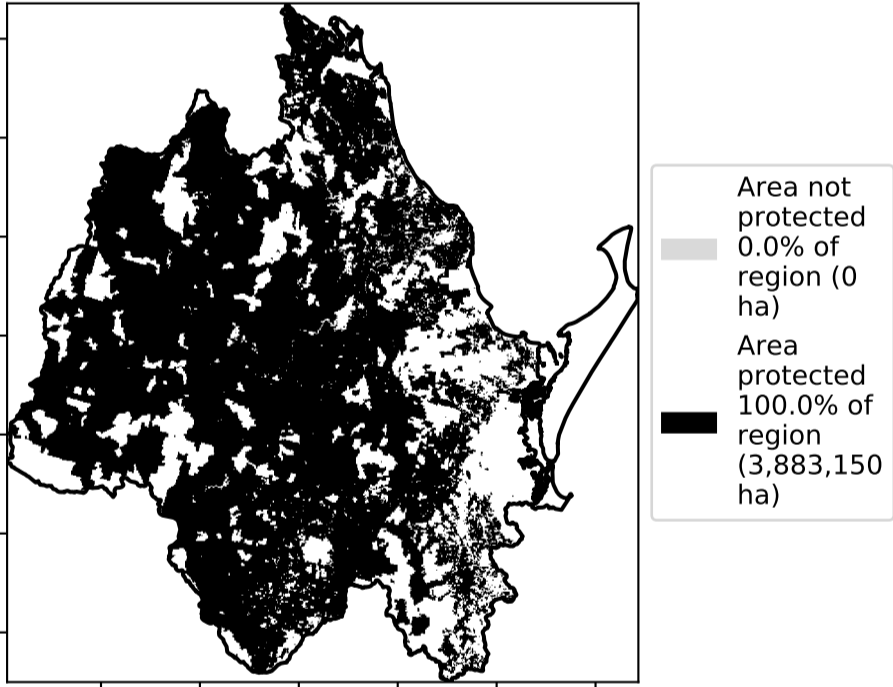 Area not
protected
0.0% of
region (0
ha)
Area
protected
100.0% of
region
(3,883,150
ha)